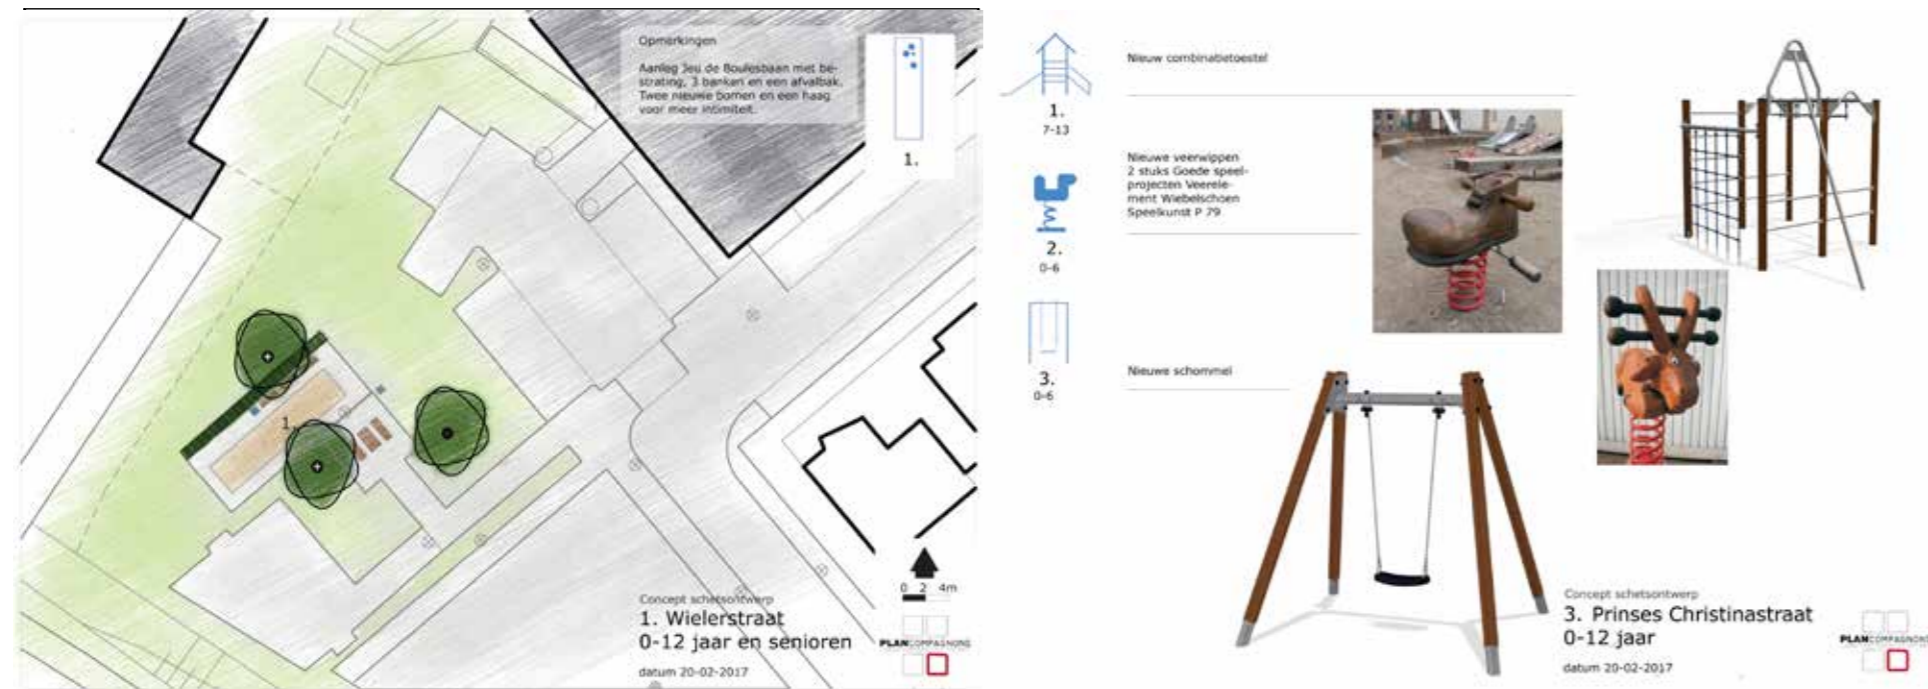 Opmerkingen
Aanleg Jeu de Boulesbaan met be-
strating, 3 banken en een afvalbak.
Twee nieuwe bomen en een haag
voor meer intimiteit.
1.
1.
0 2 4m
Concept schetsontwerp
1. Wielerstraat
0-12 jaar en senioren
datum 20-02-2017
PLANCOMPAGNONS
1.
7-13
Nieuw combinatietoestel
2.
0-6
Nieuwe veerwippen
2 stuks Goede speel-
projecten Veerele-
ment Wiebelschoen
Speelkunst P 79
3.
0-6
Nieuwe schommel
Concept schetsontwerp
3. Prinses Christinastraat
0-12 jaar
datum 20-02-2017
PLANCOMPAGNONS